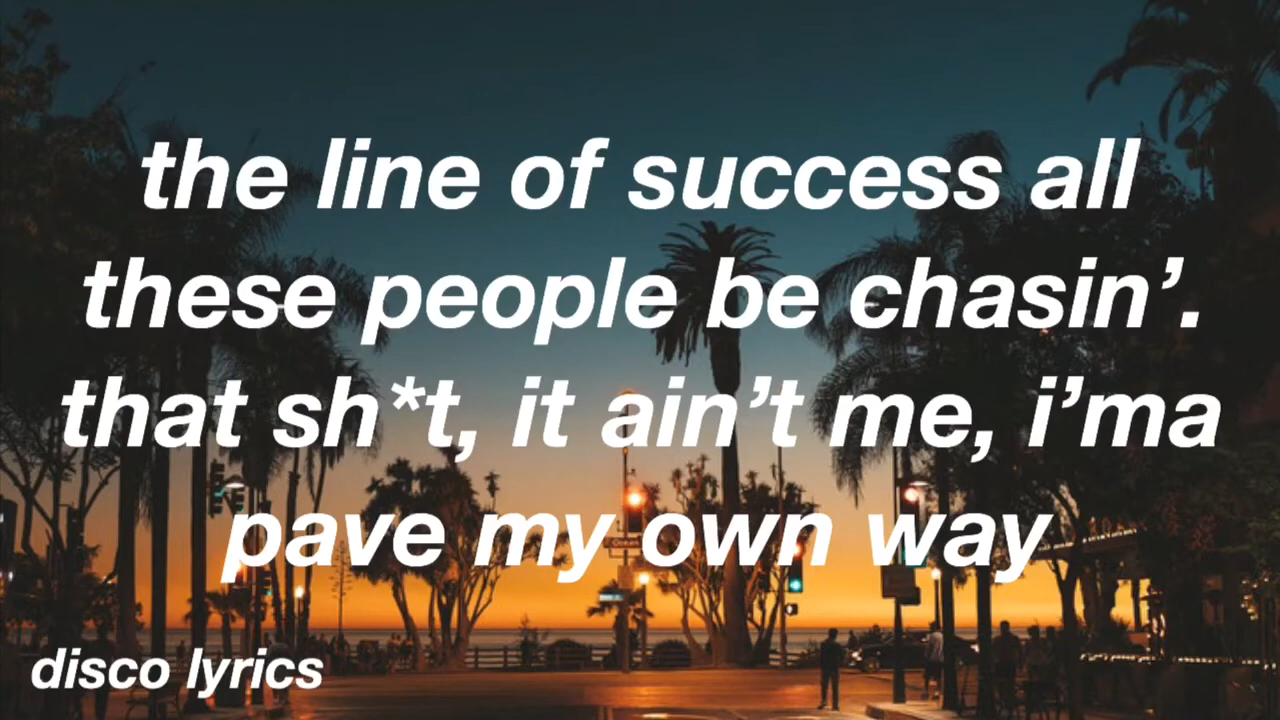 the line of success all
these people be chasin’.
that sh*t, it ain’t me, i’ma
pave my own way
Ocean
disco lyrics